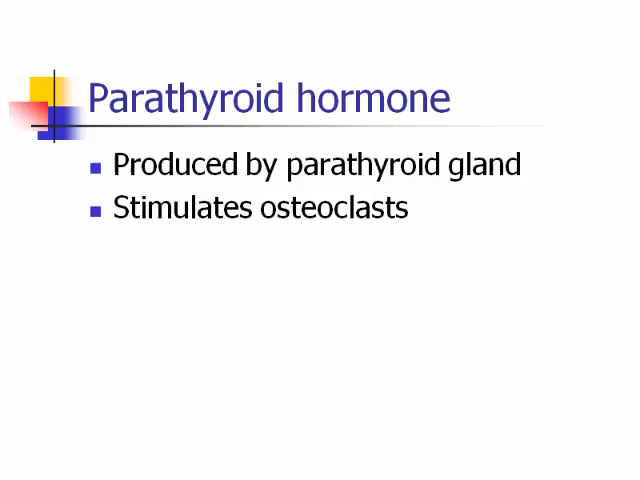 Parathyroid hormone
Produced by parathyroid gland
Stimulates osteoclasts